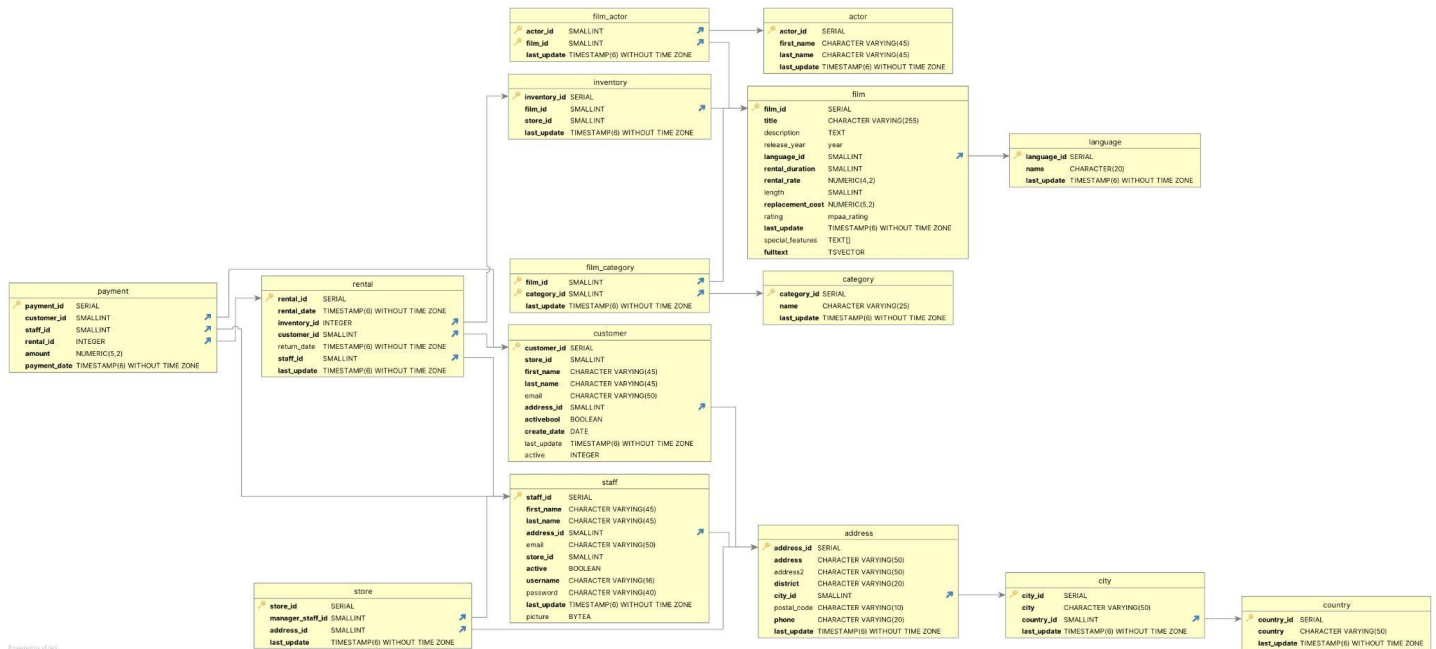 film_actor
actor_id SMALLINT
film_id SMALLINT
last_update TIMESTAMP(6) WITHOUT TIME ZONE
actor
actor_id SERIAL
first_name CHARACTER VARYING(45)
last_name CHARACTER VARYING(45)
last_update TIMESTAMP(6) WITHOUT TIME ZONE
inventory
inventory_id SERIAL
film_id SMALLINT
store_id SMALLINT
last_update TIMESTAMP(6) WITHOUT TIME ZONE
film
film_id SERIAL
title CHARACTER VARYING(255)
description TEXT
release_year year
language_id SMALLINT
rental_duration SMALLINT
rental_rate NUMERIC(4,2)
length SMALLINT
replacement_cost NUMERIC(5,2)
rating mpaa_rating
last_update TIMESTAMP(6) WITHOUT TIME ZONE
special_features TEXT[]
fulltext TSVECTOR
language
language_id SERIAL
name CHARACTER(20)
last_update TIMESTAMP(6) WITHOUT TIME ZONE
film_category
film_id SMALLINT
category_id SMALLINT
last_update TIMESTAMP(6) WITHOUT TIME ZONE
category
category_id SERIAL
name CHARACTER VARYING(25)
last_update TIMESTAMP(6) WITHOUT TIME ZONE
payment
payment_id SERIAL
customer_id SMALLINT
staff_id SMALLINT
rental_id INTEGER
amount NUMERIC(5,2)
payment_date TIMESTAMP(6) WITHOUT TIME ZONE
rental
rental_id SERIAL
rental_date TIMESTAMP(6) WITHOUT TIME ZONE
inventory_id INTEGER
customer_id SMALLINT
return_date TIMESTAMP(6) WITHOUT TIME ZONE
staff_id SMALLINT
last_update TIMESTAMP(6) WITHOUT TIME ZONE
customer
customer_id SERIAL
store_id SMALLINT
first_name CHARACTER VARYING(45)
last_name CHARACTER VARYING(45)
email CHARACTER VARYING(50)
address_id SMALLINT
activebool BOOLEAN
create_date DATE
last_update TIMESTAMP(6) WITHOUT TIME ZONE
active INTEGER
staff
staff_id SERIAL
first_name CHARACTER VARYING(45)
last_name CHARACTER VARYING(45)
address_id SMALLINT
email CHARACTER VARYING(50)
store_id SMALLINT
active BOOLEAN
username CHARACTER VARYING(16)
password CHARACTER VARYING(40)
last_update TIMESTAMP(6) WITHOUT TIME ZONE
picture BYTEA
store
store_id SERIAL
manager_staff_id SMALLINT
address_id SMALLINT
last_update TIMESTAMP(6) WITHOUT TIME ZONE
address
address_id SERIAL
address CHARACTER VARYING(50)
address2 CHARACTER VARYING(50)
district CHARACTER VARYING(20)
city_id SMALLINT
postal_code CHARACTER VARYING(10)
phone CHARACTER VARYING(20)
last_update TIMESTAMP(6) WITHOUT TIME ZONE
city
city_id SERIAL
city CHARACTER VARYING(50)
country_id SMALLINT
last_update TIMESTAMP(6) WITHOUT TIME ZONE
country
country_id SERIAL
country CHARACTER VARYING(50)
last_update TIMESTAMP(6) WITHOUT TIME ZONE